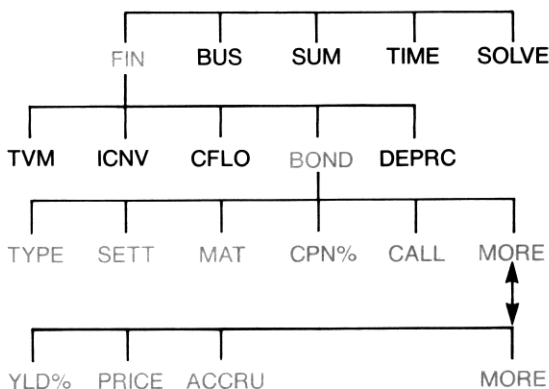 FIN BUS SUM TIME SOLVE
TVM ICNV CFLO BOND DEPRC
TYPE SETT MAT CPN% CALL MORE
YLD% PRICE ACCRU MORE